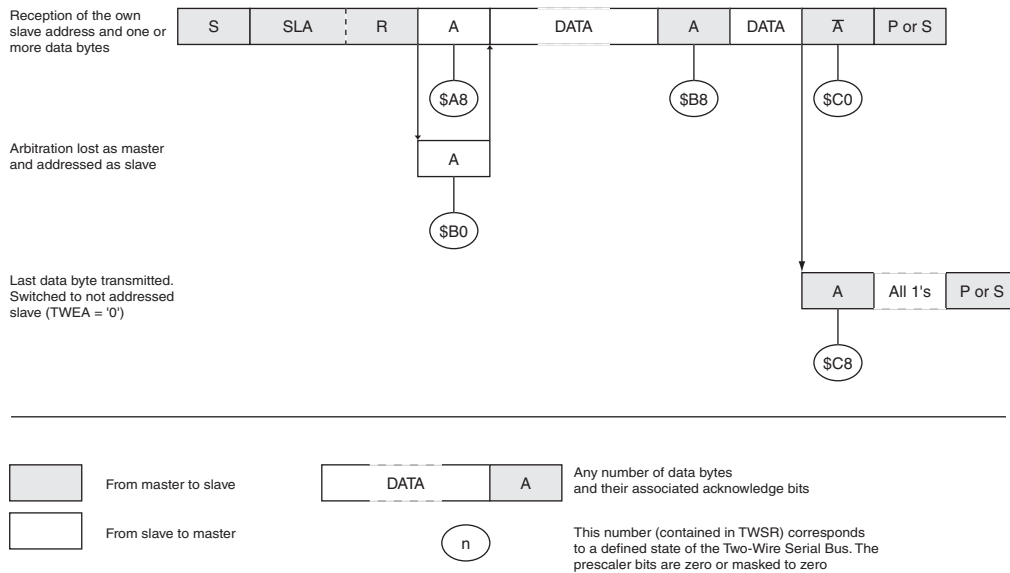 Reception of the own
slave address and one or
more data bytes
S SLA R A DATA A DATA A̅ P or S
$A8 $B8 $C0
Arbitration lost as master
and addressed as slave
A
$B0
Last data byte transmitted.
Switched to not addressed
slave (TWEA = '0')
A All 1's P or S
$C8
From master to slave
DATA A
Any number of data bytes
and their associated acknowledge bits
From slave to master
n
This number (contained in TWSR) corresponds
to a defined state of the Two-Wire Serial Bus. The
prescaler bits are zero or masked to zero